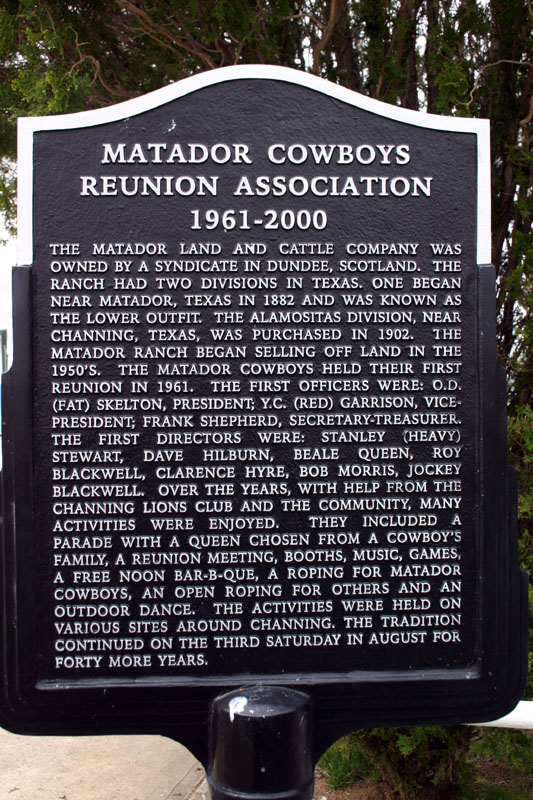 MATADOR COWBOYS
REUNION ASSOCIATION
1961-2000
THE MATADOR LAND AND CATTLE COMPANY WAS
OWNED BY A SYNDICATE IN DUNDEE, SCOTLAND. THE
RANCH HAD TWO DIVISIONS IN TEXAS. ONE BEGAN
NEAR MATADOR, TEXAS IN 1882 AND WAS KNOWN AS
THE LOWER OUTFIT. THE ALAMOSITAS DIVISION, NEAR
CHANNING, TEXAS, WAS PURCHASED IN 1902. THE
MATADOR RANCH BEGAN SELLING OFF LAND IN THE
1950'S. THE MATADOR COWBOYS HELD THEIR FIRST
REUNION IN 1961. THE FIRST OFFICERS WERE: O.D.
(FAT) SKELTON, PRESIDENT; Y.C. (RED) GARRISON, VICE-
PRESIDENT; FRANK SHEPHERD, SECRETARY-TREASURER.
THE FIRST DIRECTORS WERE: STANLEY (HEAVY)
STEWART, DAVE HILBURN, BEALE QUEEN, ROY
BLACKWELL, CLARENCE HYRE, BOB MORRIS, JOCKEY
BLACKWELL. OVER THE YEARS, WITH HELP FROM THE
CHANNING LIONS CLUB AND THE COMMUNITY, MANY
ACTIVITIES WERE ENJOYED. THEY INCLUDED A
PARADE WITH A QUEEN CHOSEN FROM A COWBOY'S
FAMILY, A REUNION MEETING, BOOTHS, MUSIC, GAMES,
A FREE NOON BAR-B-QUE, A ROPING FOR MATADOR
COWBOYS, AN OPEN ROPING FOR OTHERS AND AN
OUTDOOR DANCE. THE ACTIVITIES WERE HELD ON
VARIOUS SITES AROUND CHANNING. THE TRADITION
CONTINUED ON THE THIRD SATURDAY IN AUGUST FOR
FORTY MORE YEARS.